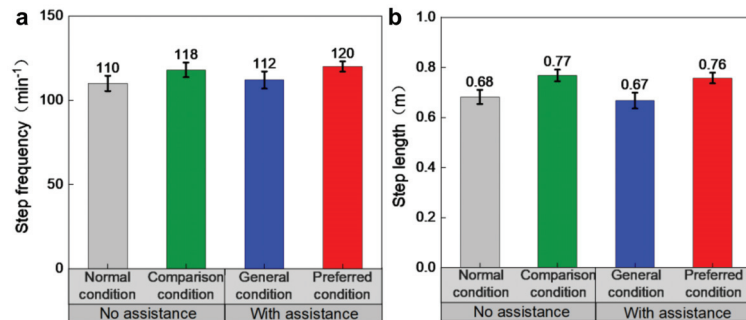 a
Step frequency（min-1）
150
100
50
0
110
118
112
120
Normal condition
Comparison condition
General condition
Preferred condition
No assistance
With assistance
b
Step length (m)
1.0
0.8
0.6
0.4
0.2
0.0
0.68
0.77
0.67
0.76
Normal condition
Comparison condition
General condition
Preferred condition
No assistance
With assistance